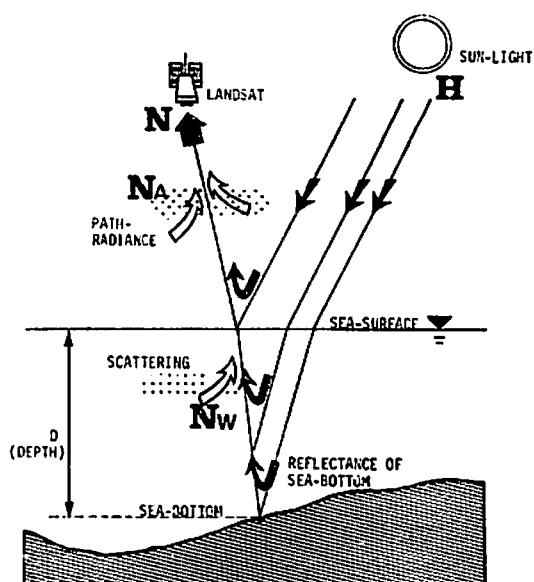 SUN-LIGHT
H
LANDSAT
N
NA
PATH-
RADIANCE
SEA-SURFACE
SCATTERING
NW
D
(DEPTH)
REFLECTANCE OF
SEA-BOTTOM
SEA-BOTTOM